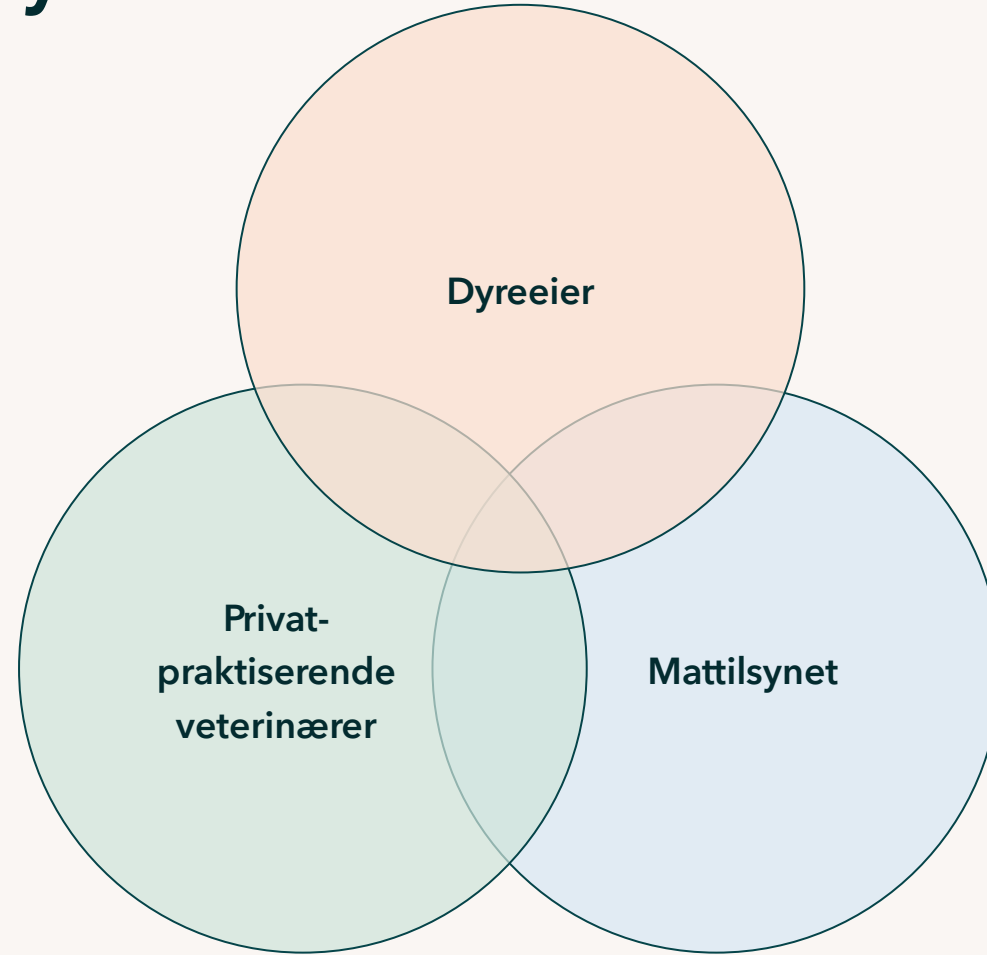 Dyreeier
Privat-
praktiserende
veterinærer
Mattilsynet